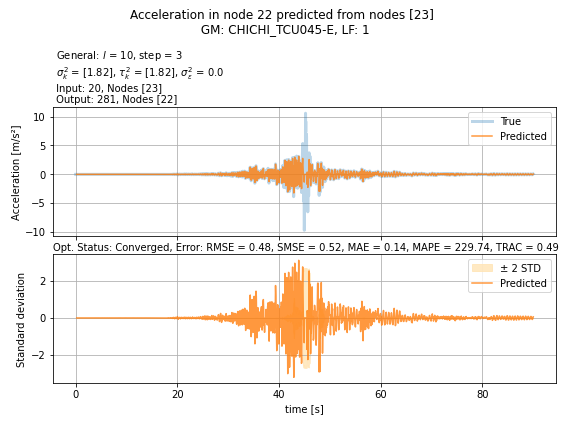 Acceleration in node 22 predicted from nodes [23]
GM: CHICHI_TCU045-E, LF: 1
General: l = 10, step = 3
σ²ₖ = [1.82], τ²ₖ = [1.82], σ²ε = 0.0
Input: 20, Nodes [23]
Output: 281, Nodes [22]
Acceleration [m/s²]
10
5
0
−5
−10
True
Predicted
Opt. Status: Converged, Error: RMSE = 0.48, SMSE = 0.52, MAE = 0.14, MAPE = 229.74, TRAC = 0.49
Standard deviation
2
0
−2
± 2 STD
Predicted
0 20 40 60 80
time [s]